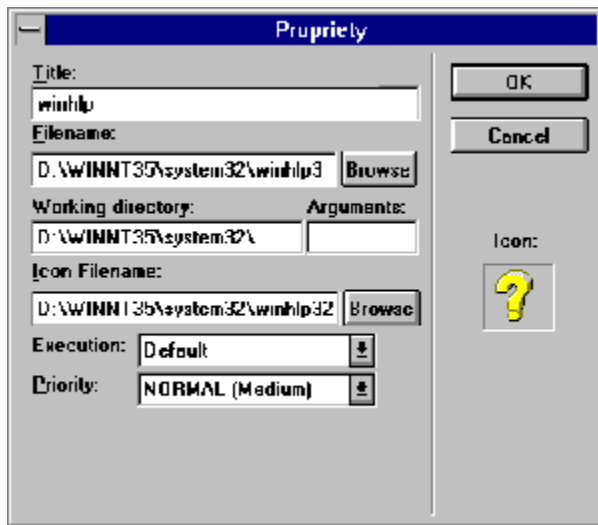 Propriety
Title:
winhlp
Filename:
D:\WINNT35\system32\winhlp3 Browse
Working directory: Arguments:
D:\WINNT35\system32\
Icon Filename:
D:\WINNT35\system32\winhlp32 Browse
Execution: Default
Priority: NORMAL (Medium)
OK
Cancel
Icon: